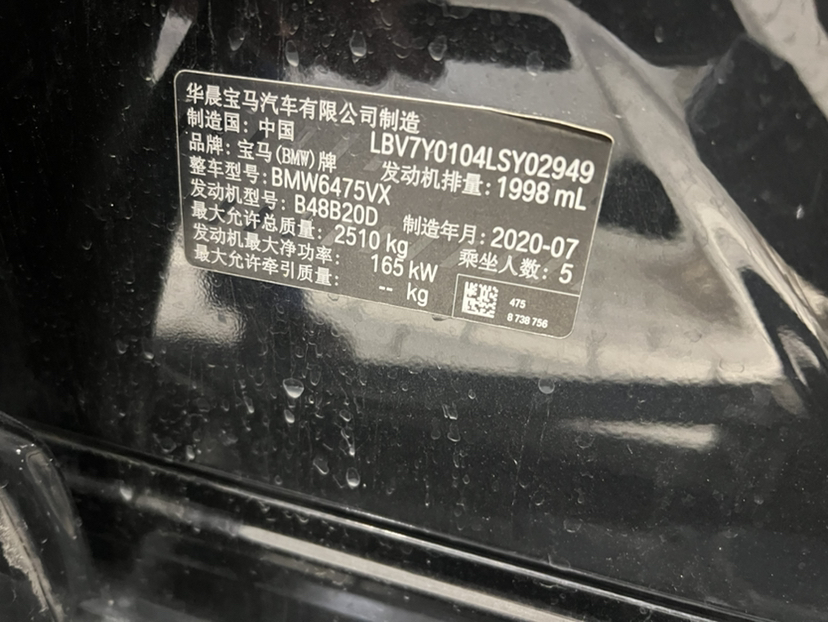 华晨宝马汽车有限公司制造
制造国：中国
LBV7Y0104LSY02949
品牌：宝马(BMW)牌
发动机排量：1998 mL
整车型号：BMW6475VX
发动机型号：B48B20D
制造年月：2020-07
最大允许总质量：2510 kg
乘坐人数：5
发动机最大净功率：165 kW
最大允许牵引质量：-- kg
475
8 738 756